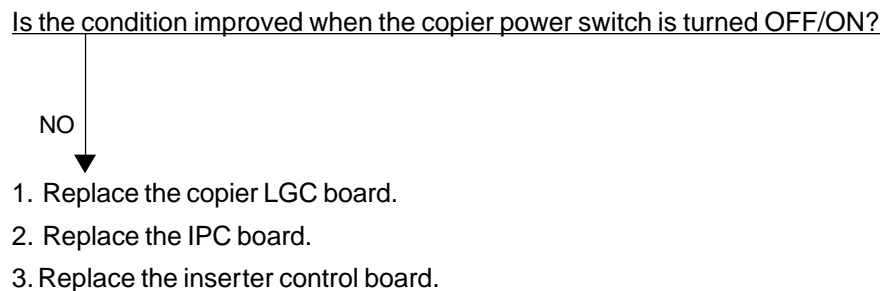 Is the condition improved when the copier power switch is turned OFF/ON?
NO
1. Replace the copier LGC board.
2. Replace the IPC board.
3. Replace the inserter control board.